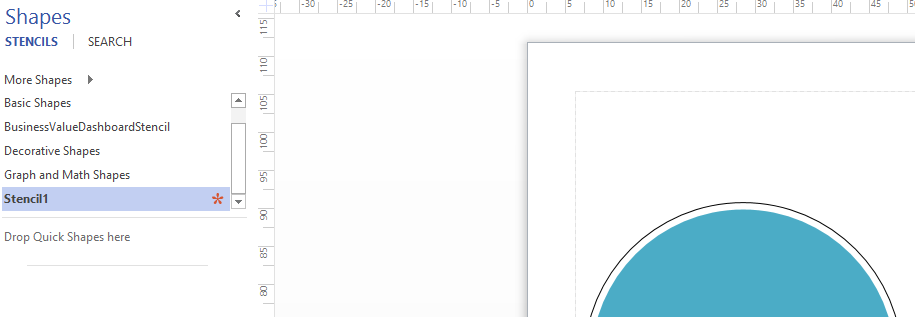 Shapes
STENCILS | SEARCH
More Shapes
Basic Shapes
BusinessValueDashboardStencil
Decorative Shapes
Graph and Math Shapes
Stencil1
Drop Quick Shapes here
-30 -25 -20 -15 -10 -5 0 5 10 15 20 25 30 35 40 45 50
115
110
105
100
95
90
85
80